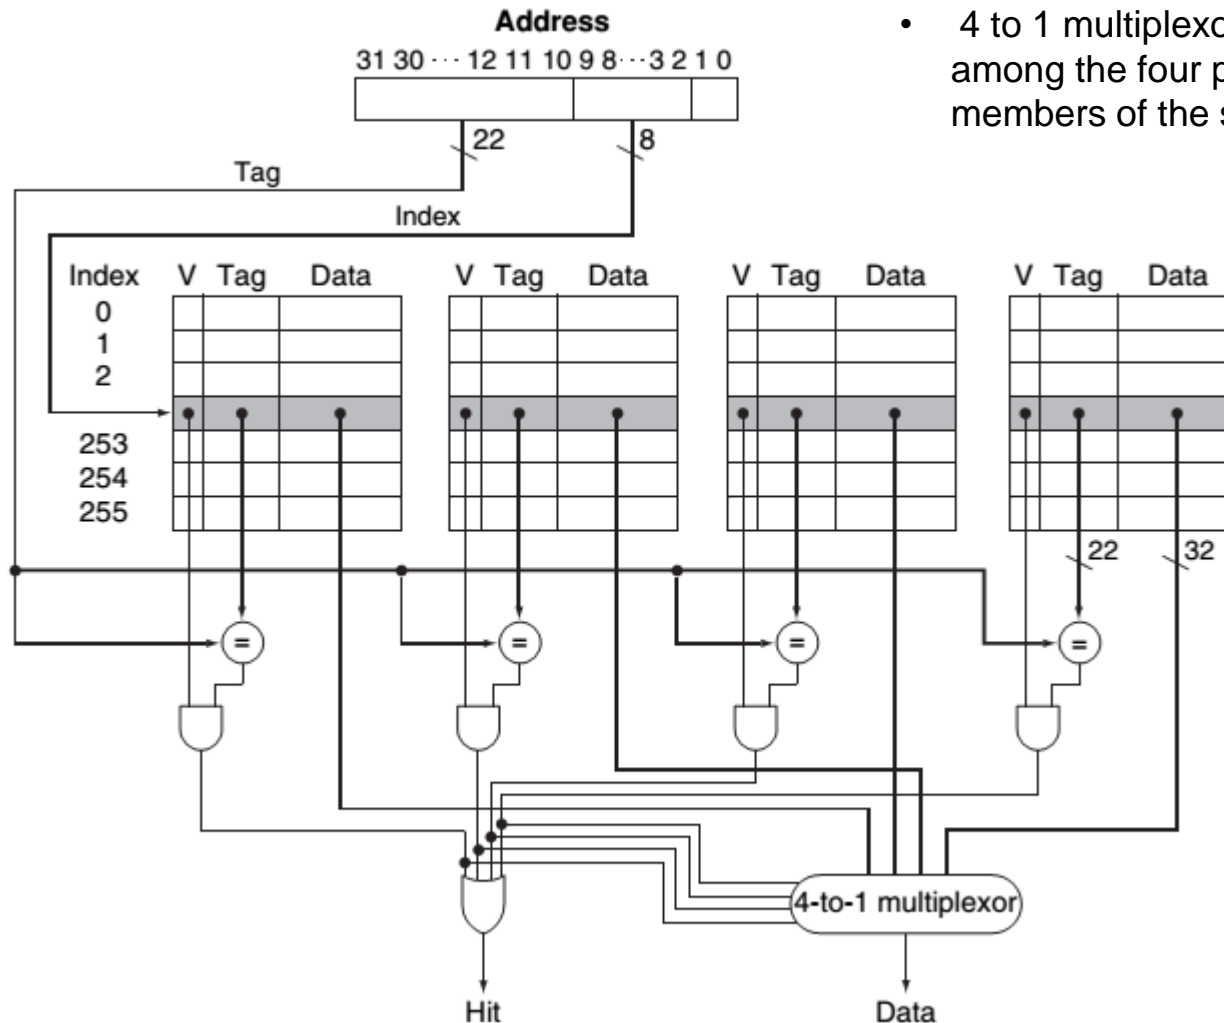 Address
31 30 ··· 12 11 10 9 8 ··· 3 2 1 0
• 4 to 1 multiplexo
among the four p
members of the s
22
8
Tag
Index
Index V Tag Data V Tag Data V Tag Data V Tag Data
0
1
2
253
254
255
22 32
= = = =
4-to-1 multiplexor
Hit Data